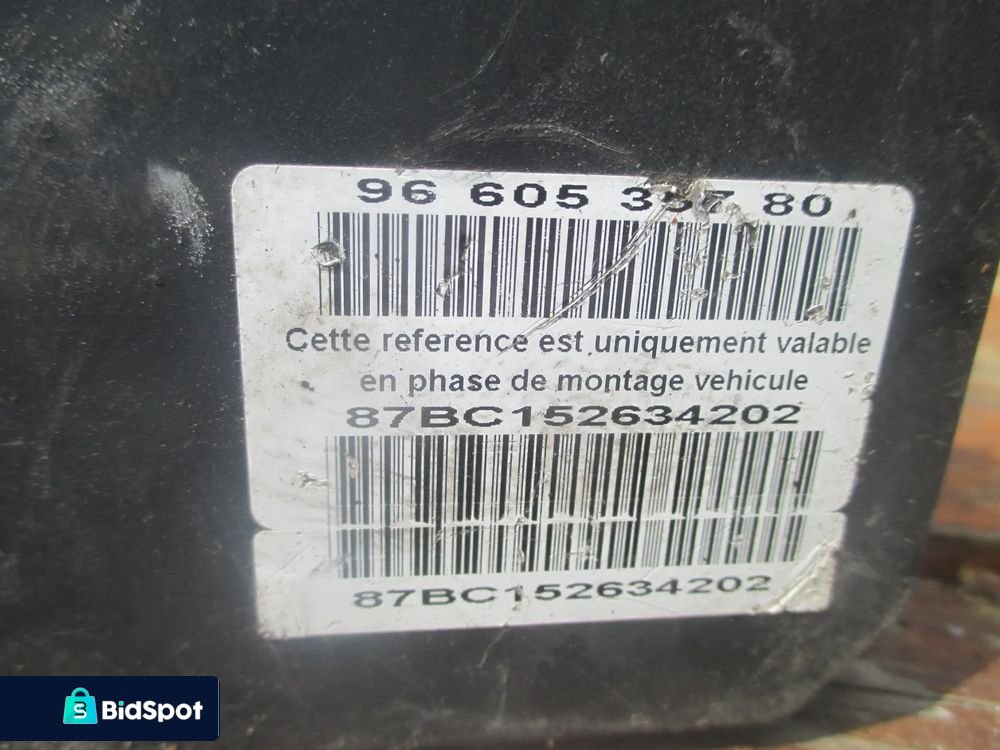 96 605 80
Cette reference est uniquement valable
en phase de montage vehicule
87BC152634202
87BC152634202
BidSpot